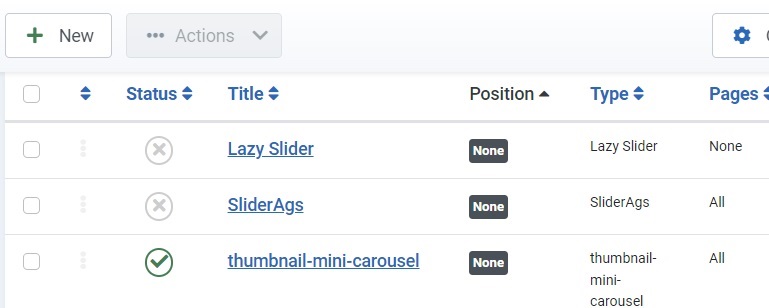 New
Actions
Status Title Position Type Pages
Lazy Slider None Lazy Slider None
SliderAgs None SliderAgs All
thumbnail-mini-carousel None thumbnail- All
mini-
carousel